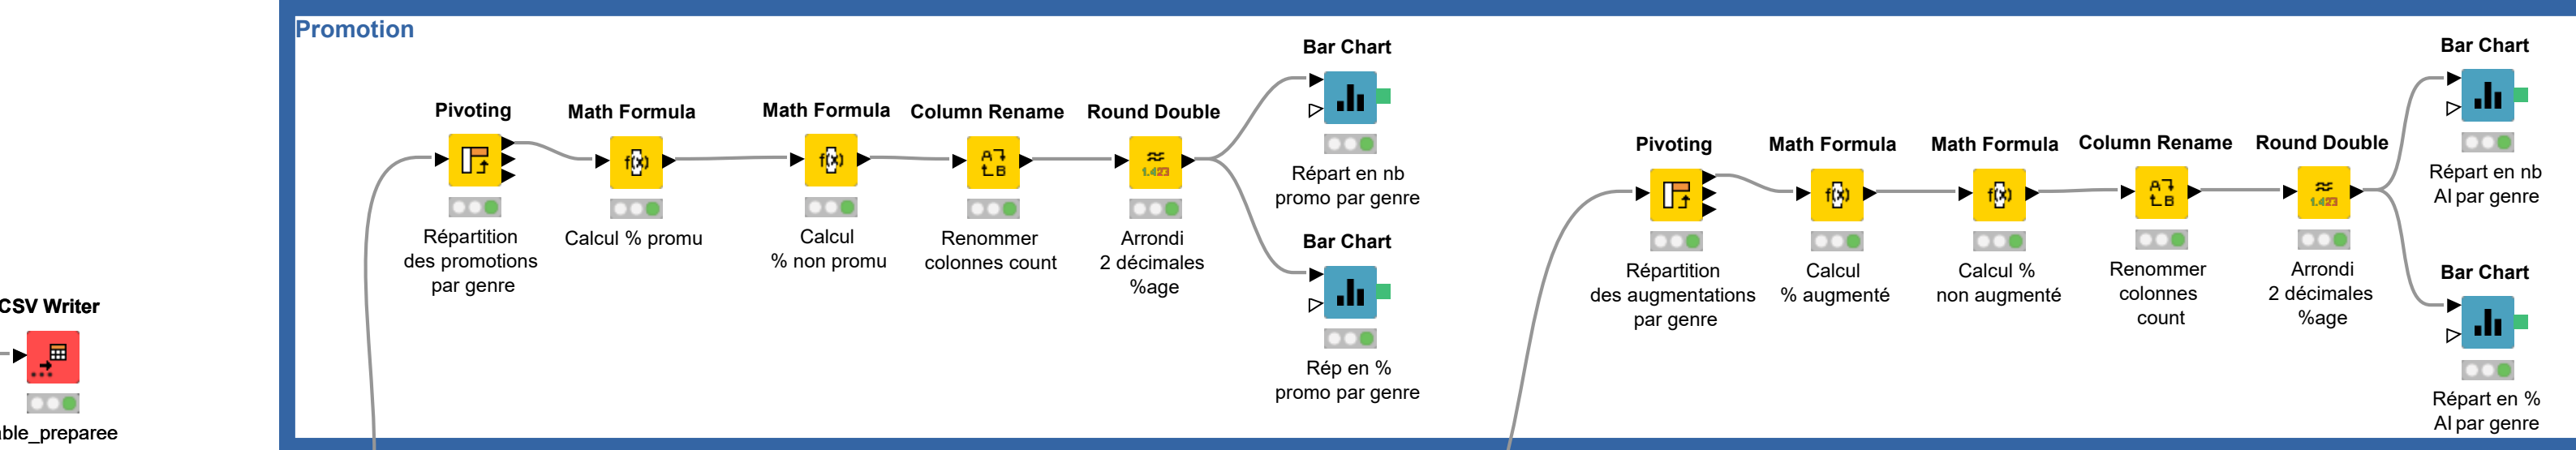 Promotion
Pivoting
Répartition
des promotions
par genre
Math Formula
Calcul % promu
Math Formula
Calcul
% non promu
Column Rename
Renommer
colonnes count
Round Double
1.423
Arrondi
2 décimales
%age
Bar Chart
Répart en nb
promo par genre
Bar Chart
Rép en %
promo par genre
Pivoting
Répartition
des augmentations
par genre
Math Formula
Calcul
% augmenté
Math Formula
Calcul %
non augmenté
Column Rename
Renommer
colonnes
count
Round Double
1.423
Arrondi
2 décimales
%age
Bar Chart
Répart en nb
AI par genre
Bar Chart
Répart en %
AI par genre
CSV Writer
able_preparee